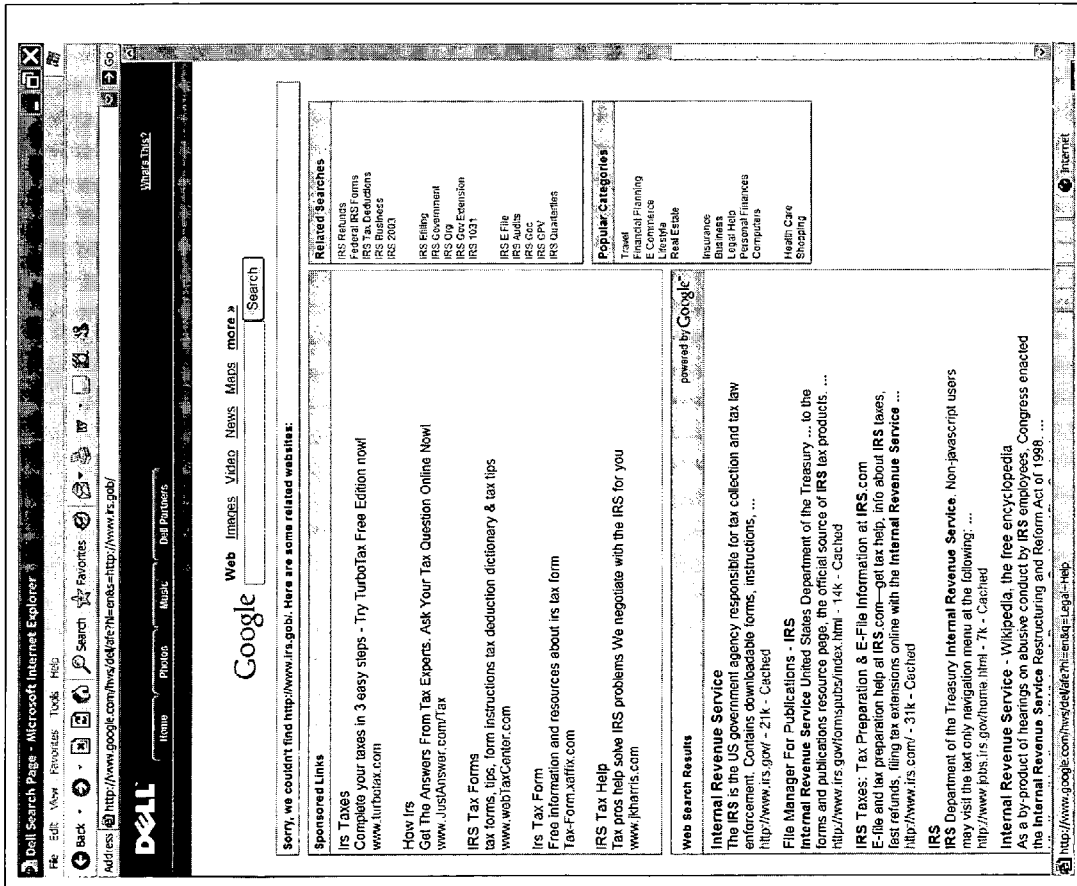 Dell Search Page - Microsoft Internet Explorer
File Edit View Favorites Tools Help
Back Search Favorites
Address http://www.google.com/hws/dell/afe?hl=en&s=http://www.irs.gob/ Go
DELL
What's This?
Home Photos Music Dell Partners
Google
Web Images Video News Maps more »
Search
Sorry, we couldn't find http://www.irs.gob/. Here are some related websites:
Sponsored Links
Irs Taxes
Complete your taxes in 3 easy steps - Try TurboTax Free Edition now!
www.turbotax.com
How Irs
Get The Answers From Tax Experts. Ask Your Tax Question Online Now!
www.JustAnswer.com/Tax
IRS Tax Forms
tax forms, tips, form instructions tax deduction dictionary & tax tips
www.webTaxCenter.com
Irs Tax Form
Free information and resources about irs tax form
Tax-Form.xaffix.com
IRS Tax Help
Tax pros help solve IRS problems We negotiate with the IRS for you
www.jkharris.com
Related Searches
IRS Refunds
Federal IRS Forms
IRS Tax Deductions
IRS Business
IRS 2003
IRS Efiling
IRS Government
IRS Org
IRS Gov Extension
IRS 1031
IRS E File
IRS Audits
IRS Goc
IRS GPV
IRS Quarterlies
Popular Categories
Travel
Financial Planning
E Commerce
Lifestyle
Real Estate
Insurance
Business
Legal Help
Personal Finances
Computers
Health Care
Shopping
Web Search Results powered by Google™
Internal Revenue Service
The IRS is the US government agency responsible for tax collection and tax law
enforcement. Contains downloadable forms, instructions, ...
http://www.irs.gov/ - 21k - Cached
File Manager For Publications - IRS
Internal Revenue Service United States Department of the Treasury ... to the
forms and publications resource page, the official source of IRS tax products. ...
http://www.irs.gov/formspubs/index.html - 14k - Cached
IRS Taxes: Tax Preparation & E-File Information at IRS.com
E-file and tax preparation help at IRS com—get tax help, info about IRS taxes,
fast refunds, filing tax extensions online with the Internal Revenue Service ...
http://www.irs.com/ - 31k - Cached
IRS
IRS Department of the Treasury Internal Revenue Service. Non-javascript users
may visit the text only navigation menu at the following: ...
http://www.jobs.irs.gov/home.html - 7k - Cached
Internal Revenue Service - Wikipedia, the free encyclopedia
As a by-product of hearings on abusive conduct by IRS employees, Congress enacted
the Internal Revenue Service Restructuring and Reform Act of 1998. ...
http://www.google.com/hws/dell/afe?hl=en&q=Legal+Help Internet